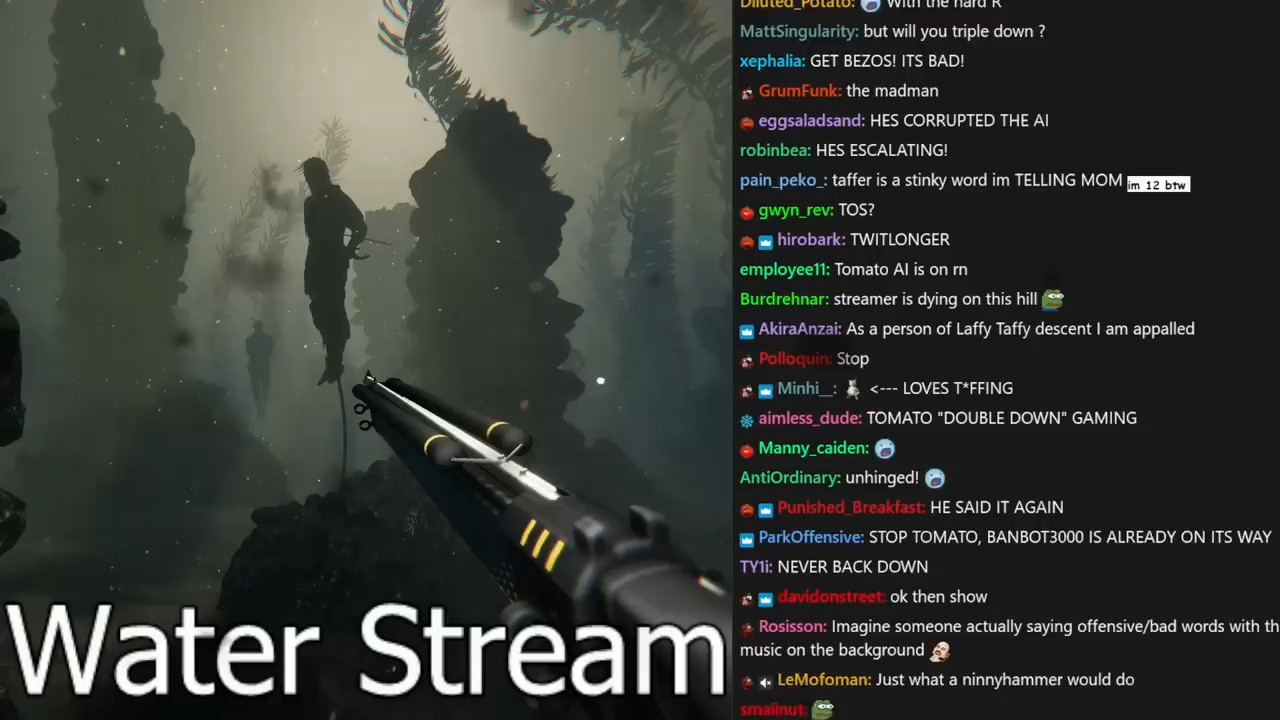 Diluted_Potato: With the hard R
MattSingularity: but will you triple down ?
xephalia: GET BEZOS! ITS BAD!
GrumFunk: the madman
eggsaladsand: HES CORRUPTED THE AI
robinbea: HES ESCALATING!
pain_peko_: taffer is a stinky word im TELLING MOM im 12 btw
gwyn_rev: TOS?
hirobark: TWITLONGER
employee11: Tomato AI is on rn
Burdrehnar: streamer is dying on this hill
AkiraAnzai: As a person of Laffy Taffy descent I am appalled
Polloquin: Stop
Minhi__: <--- LOVES T*FFING
aimless_dude: TOMATO "DOUBLE DOWN" GAMING
Manny_caiden:
AntiOrdinary: unhinged!
Punished_Breakfast: HE SAID IT AGAIN
ParkOffensive: STOP TOMATO, BANBOT3000 IS ALREADY ON ITS WAY
TY1i: NEVER BACK DOWN
davidonstreet: ok then show
Rosisson: Imagine someone actually saying offensive/bad words with th
music on the background
LeMofoman: Just what a ninnyhammer would do
smaiinut:
Water Stream